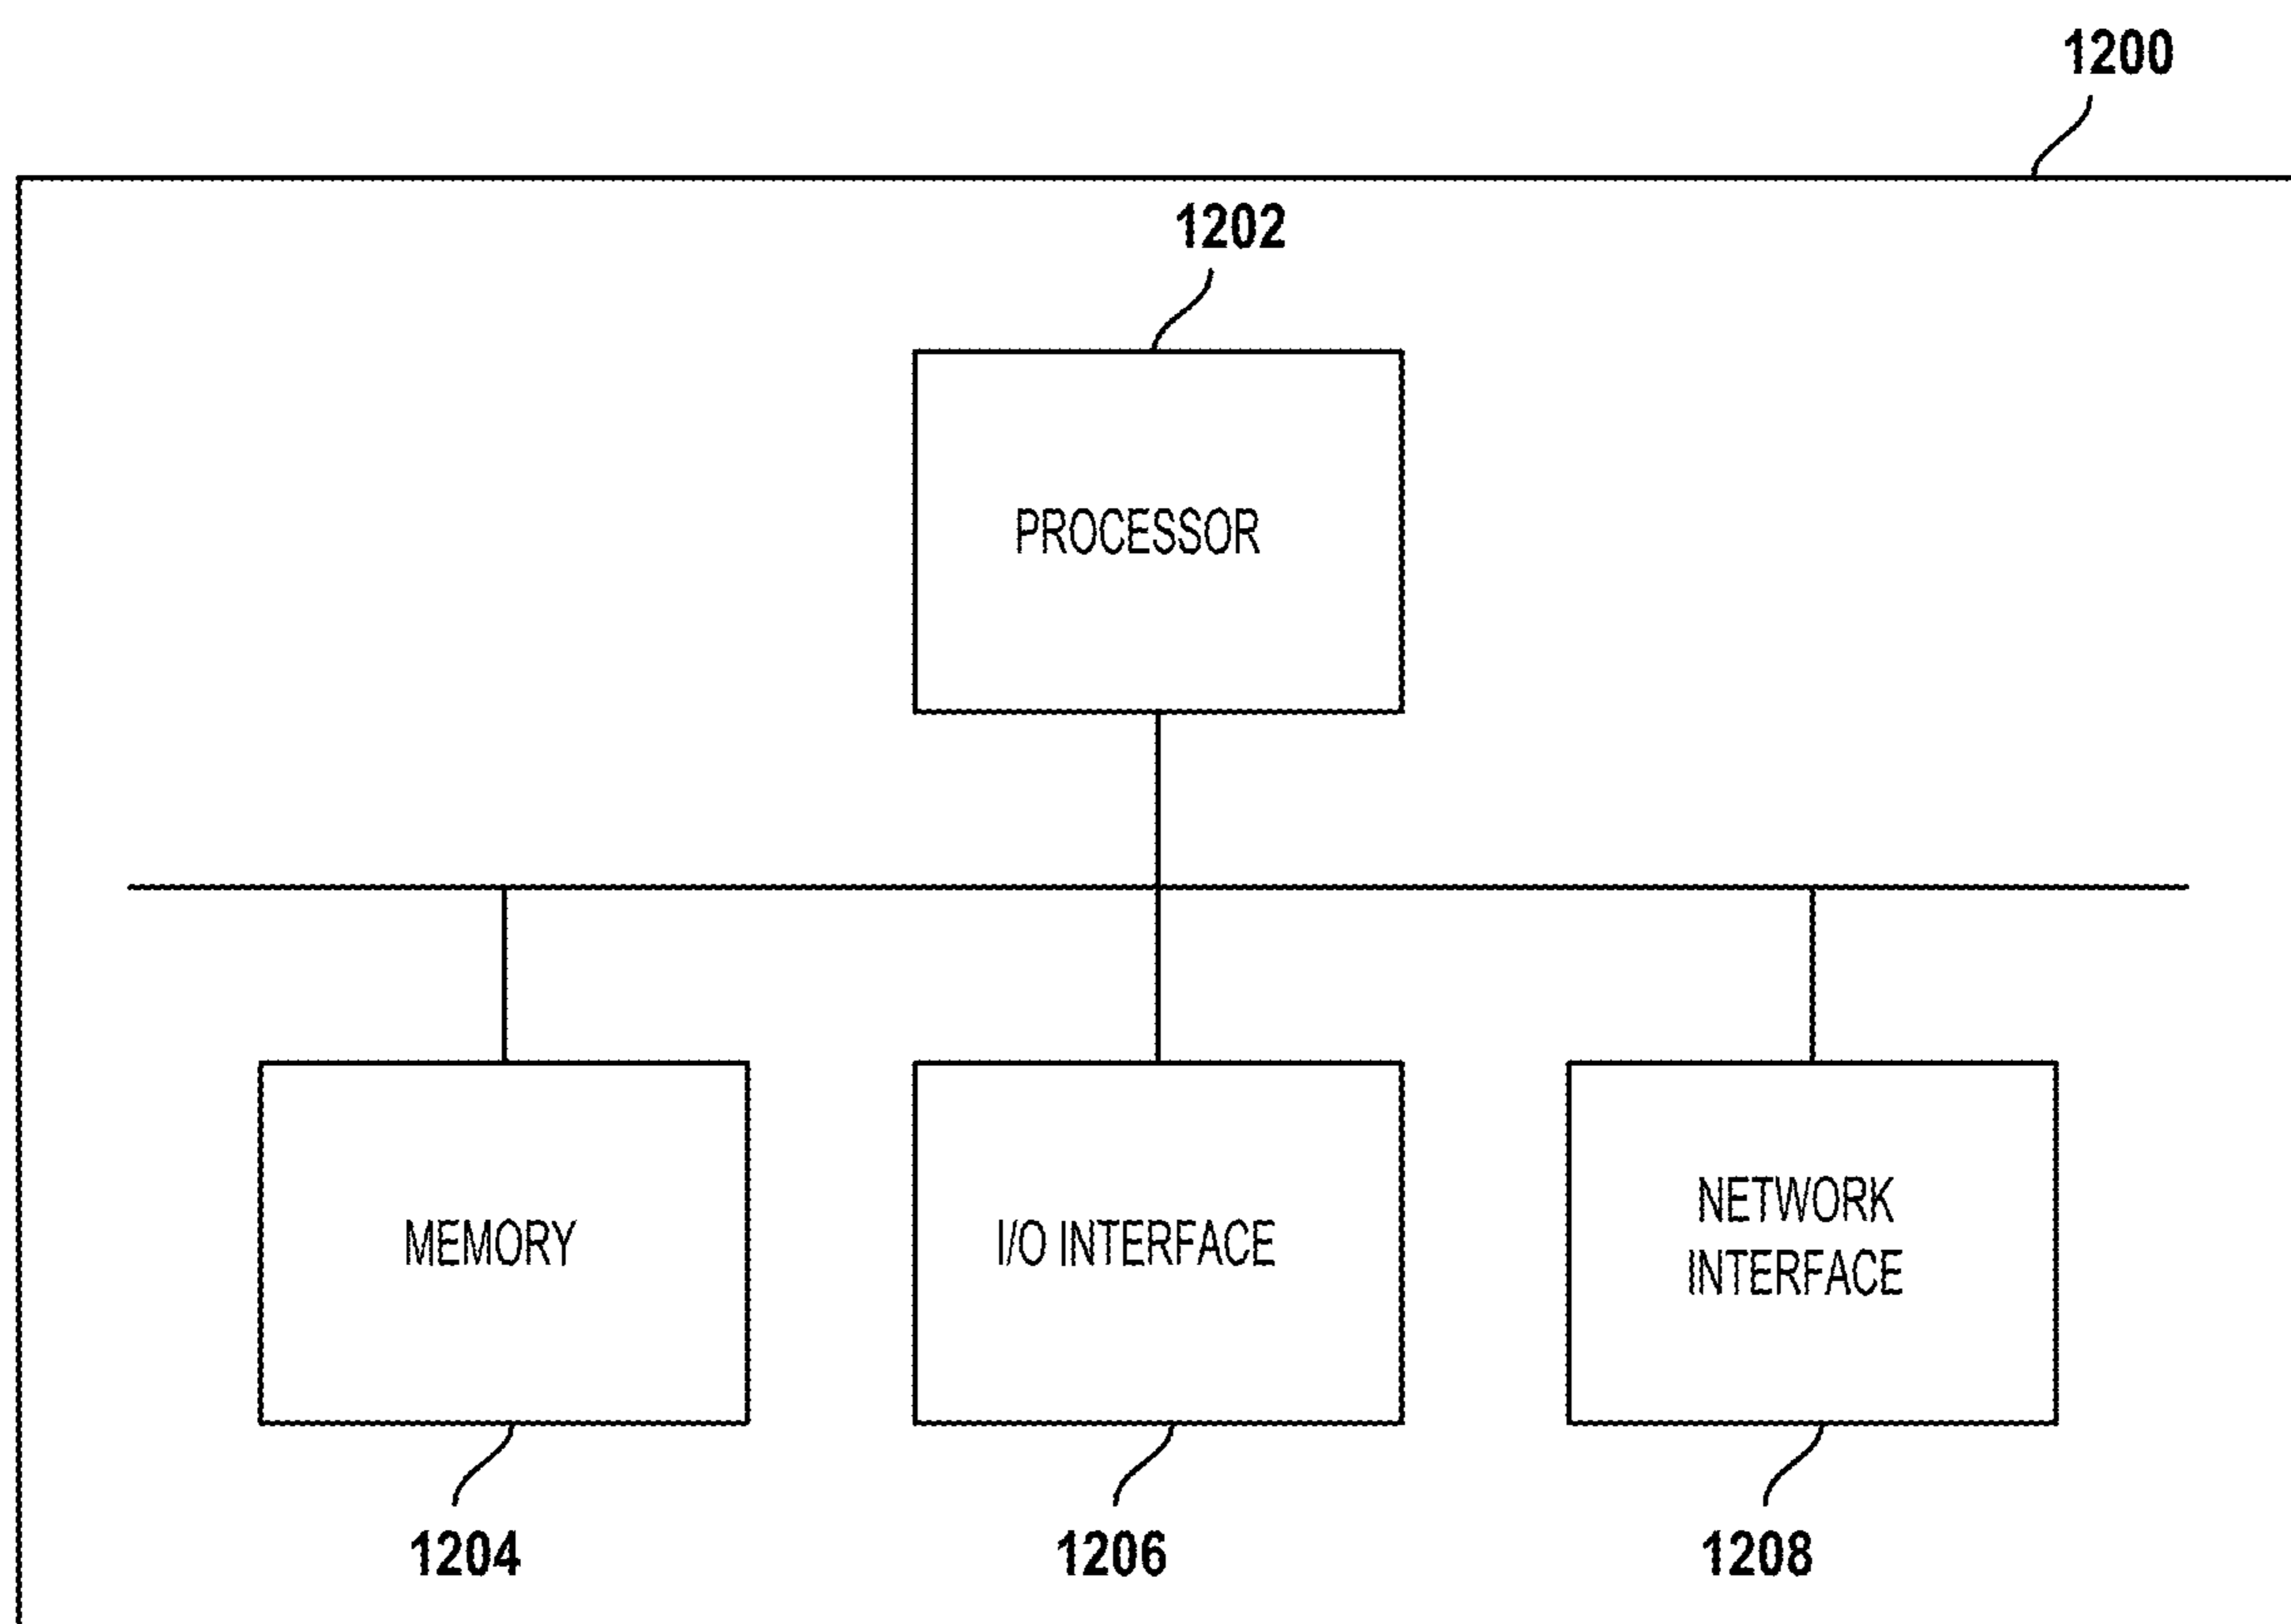 1200
1202
PROCESSOR
MEMORY
I/O INTERFACE
NETWORK
INTERFACE
1204
1206
1208